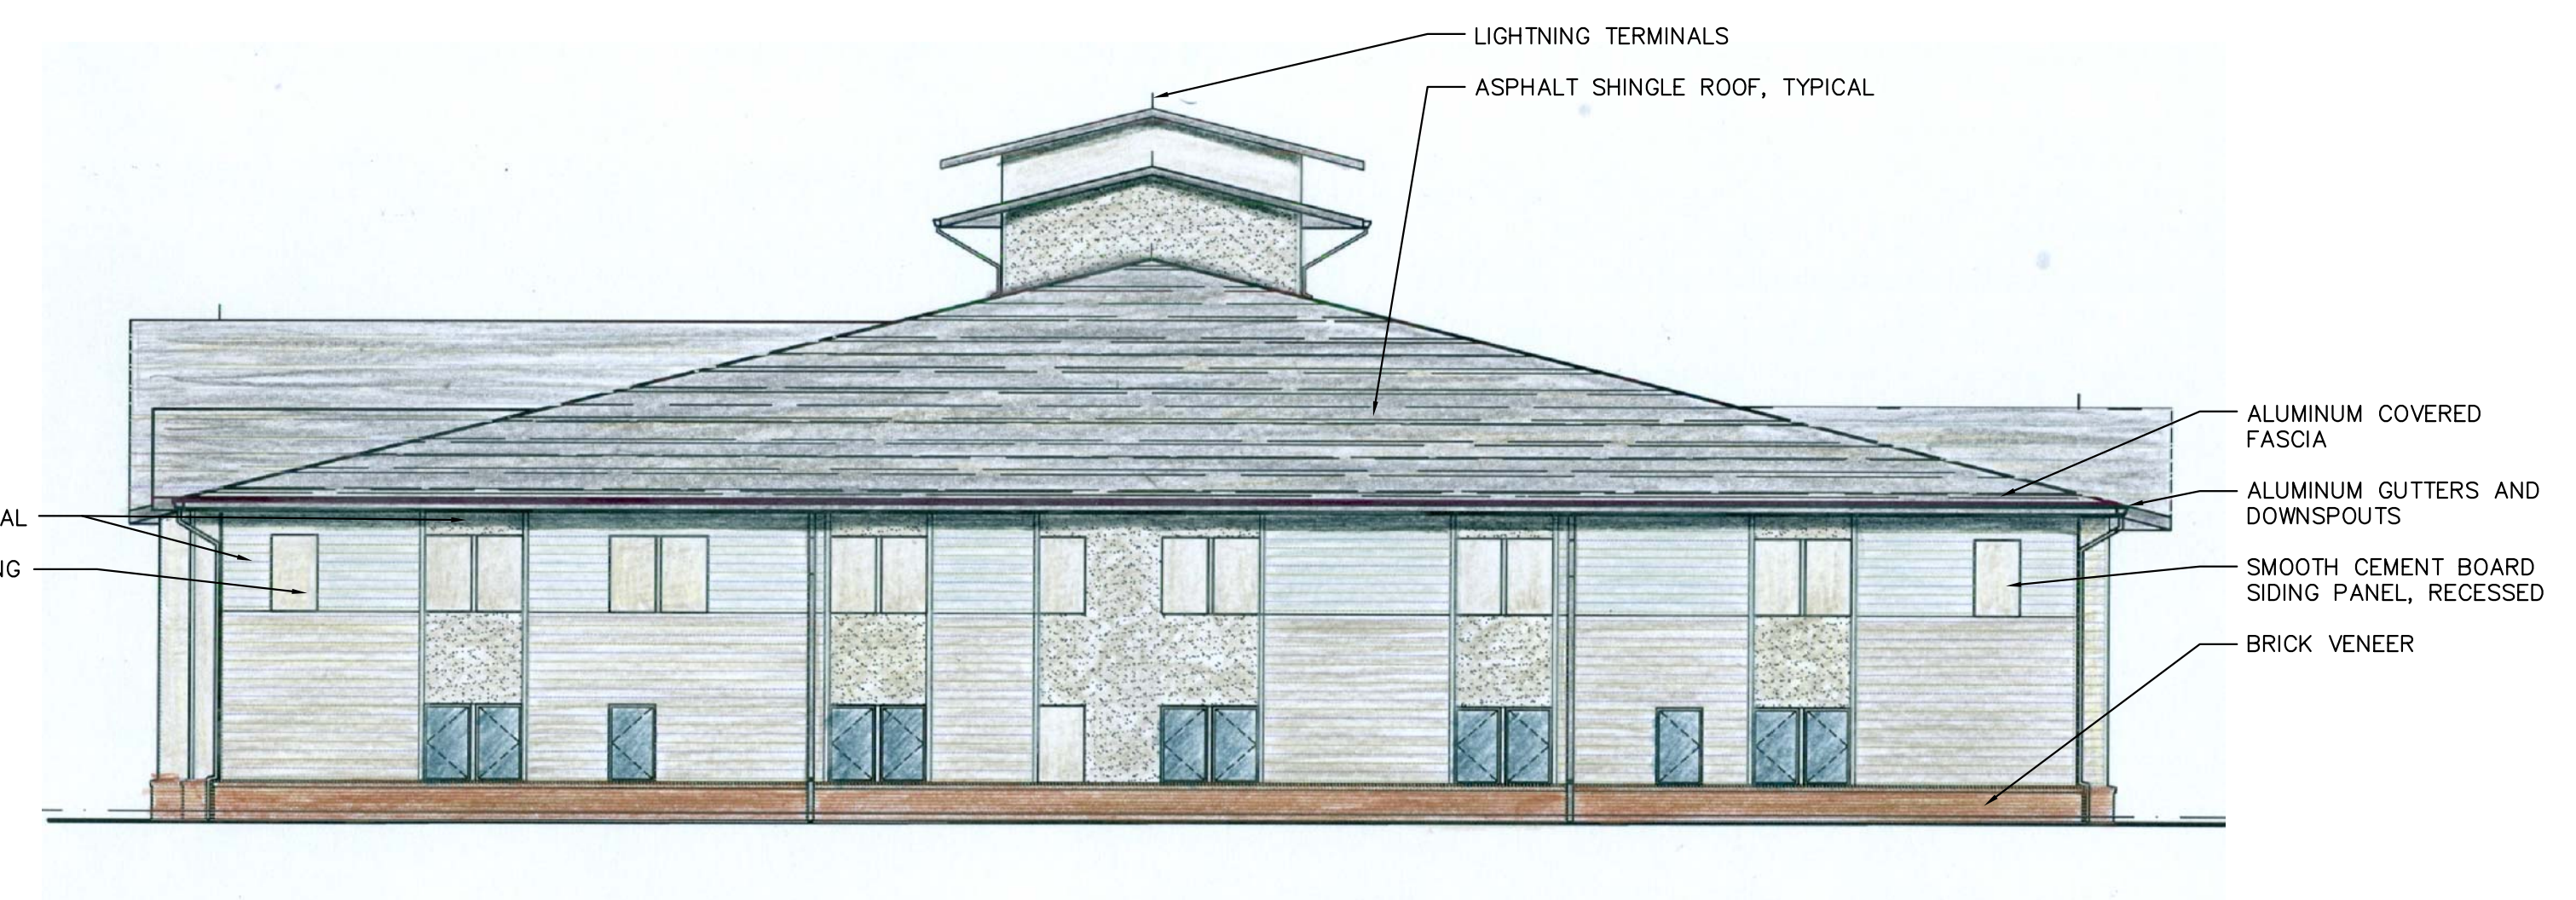 LIGHTNING TERMINALS
ASPHALT SHINGLE ROOF, TYPICAL
ALUMINUM COVERED
FASCIA
ALUMINUM GUTTERS AND
DOWNSPOUTS
AL
NG
SMOOTH CEMENT BOARD
SIDING PANEL, RECESSED
BRICK VENEER